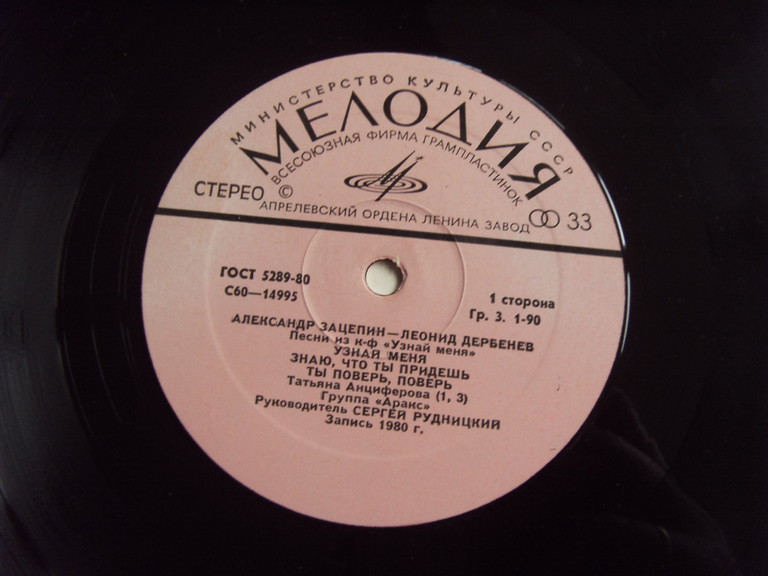 МИНИСТЕРСТВО КУЛЬТУРЫ СССР
МЕЛОДИЯ
ВСЕСОЮЗНАЯ ФИРМА ГРАМПЛАСТИНОК
СТЕРЕО © 33
АПРЕЛЕВСКИЙ ОРДЕНА ЛЕНИНА ЗАВОД
ГОСТ 5289-80
С60—14995
1 сторона
Гр. 3. 1-90
АЛЕКСАНДР ЗАЦЕПИН—ЛЕОНИД ДЕРБЕНЕВ
Песни из к-ф «Узнай меня»
УЗНАЙ МЕНЯ
ЗНАЮ, ЧТО ТЫ ПРИДЕШЬ
ТЫ ПОВЕРЬ, ПОВЕРЬ
Татьяна Анциферова (1, 3)
Группа «Аракс»
Руководитель СЕРГЕЙ РУДНИЦКИЙ
Запись 1980 г.